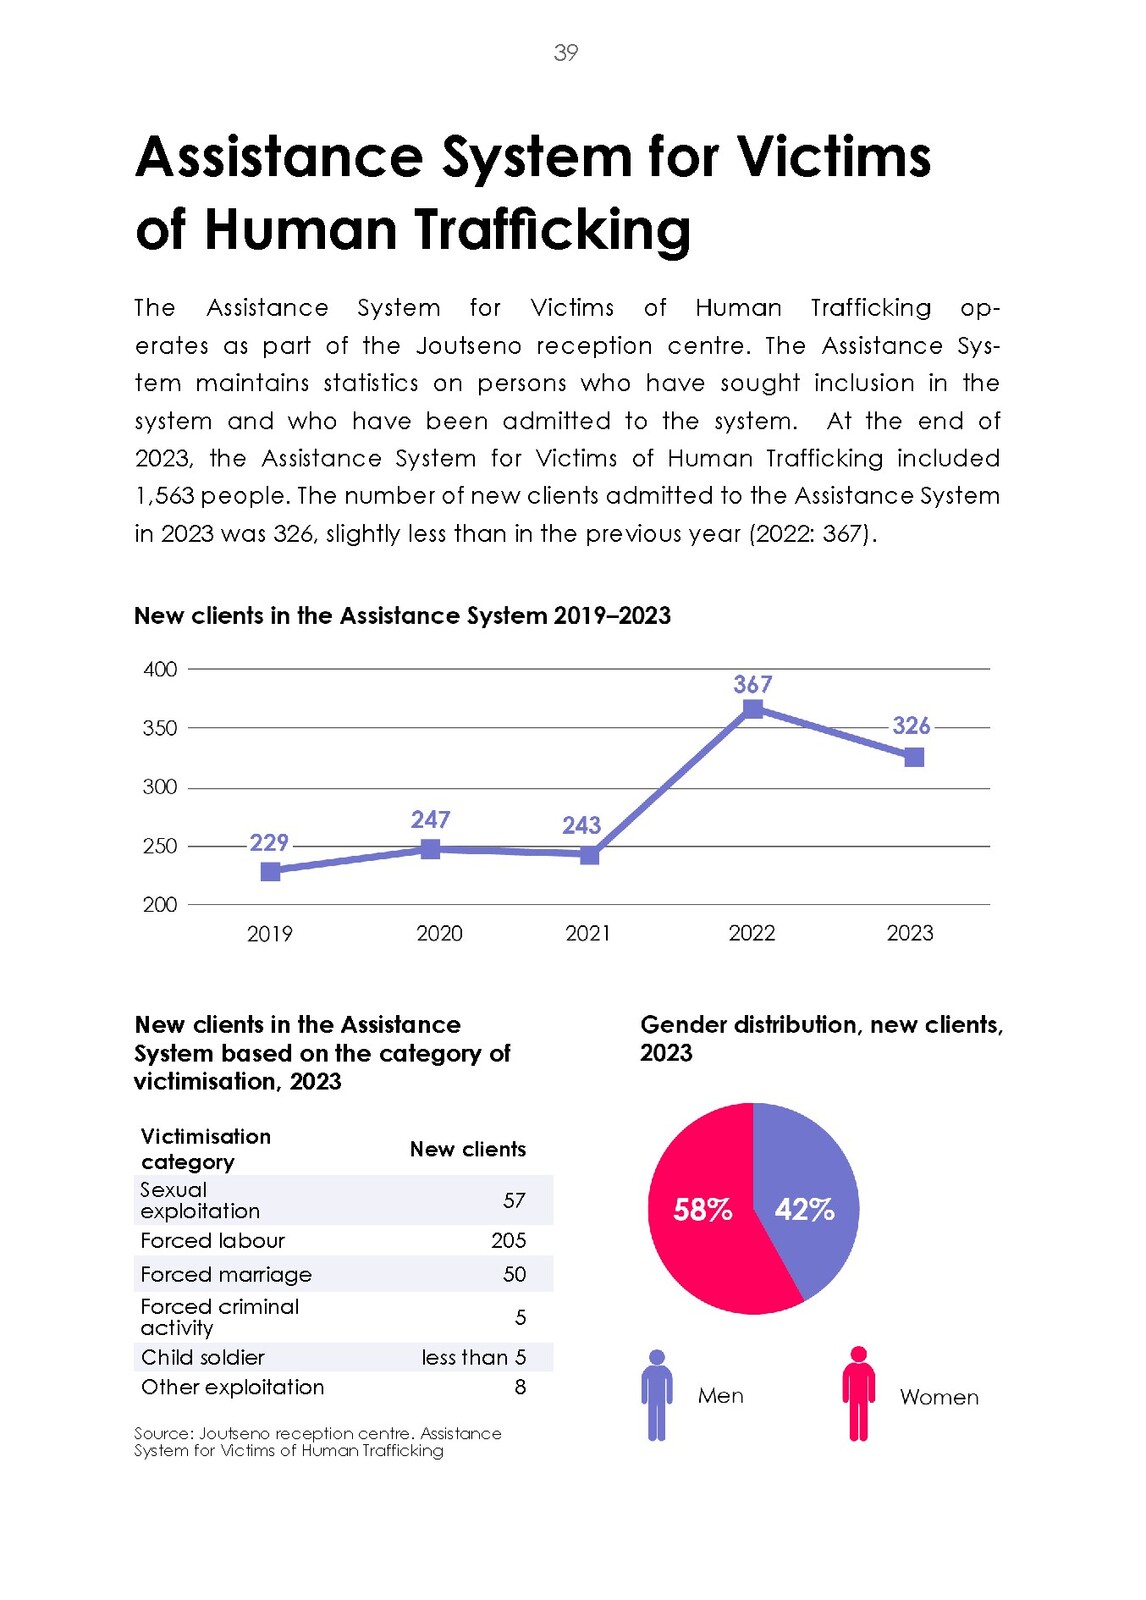 39
Assistance System for Victims
of Human Trafficking
The Assistance System for Victims of Human Trafficking op-
erates as part of the Joutseno reception centre. The Assistance Sys-
tem maintains statistics on persons who have sought inclusion in the
system and who have been admitted to the system. At the end of
2023, the Assistance System for Victims of Human Trafficking included
1,563 people. The number of new clients admitted to the Assistance System
in 2023 was 326, slightly less than in the previous year (2022: 367).
New clients in the Assistance System 2019–2023
400
350
300
250
200
229
247
243
367
326
2019
2020
2021
2022
2023
New clients in the Assistance
System based on the category of
victimisation, 2023
Victimisation
category
New clients
Sexual
exploitation
57
Forced labour 205
Forced marriage 50
Forced criminal
activity
5
Child soldier less than 5
Other exploitation 8
Source: Joutseno reception centre. Assistance
System for Victims of Human Trafficking
Gender distribution, new clients,
2023
58% 42%
Men
Women